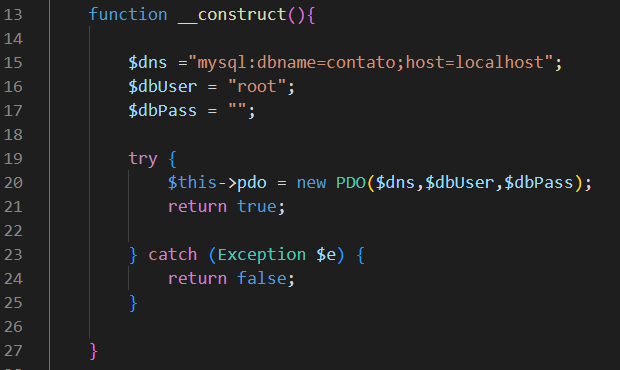 13 function __construct(){
14
15 $dns ="mysql:dbname=contato;host=localhost";
16 $dbUser = "root";
17 $dbPass = "";
18
19 try {
20 $this->pdo = new PDO($dns,$dbUser,$dbPass);
21 return true;
22
23 } catch (Exception $e) {
24 return false;
25 }
26
27 }